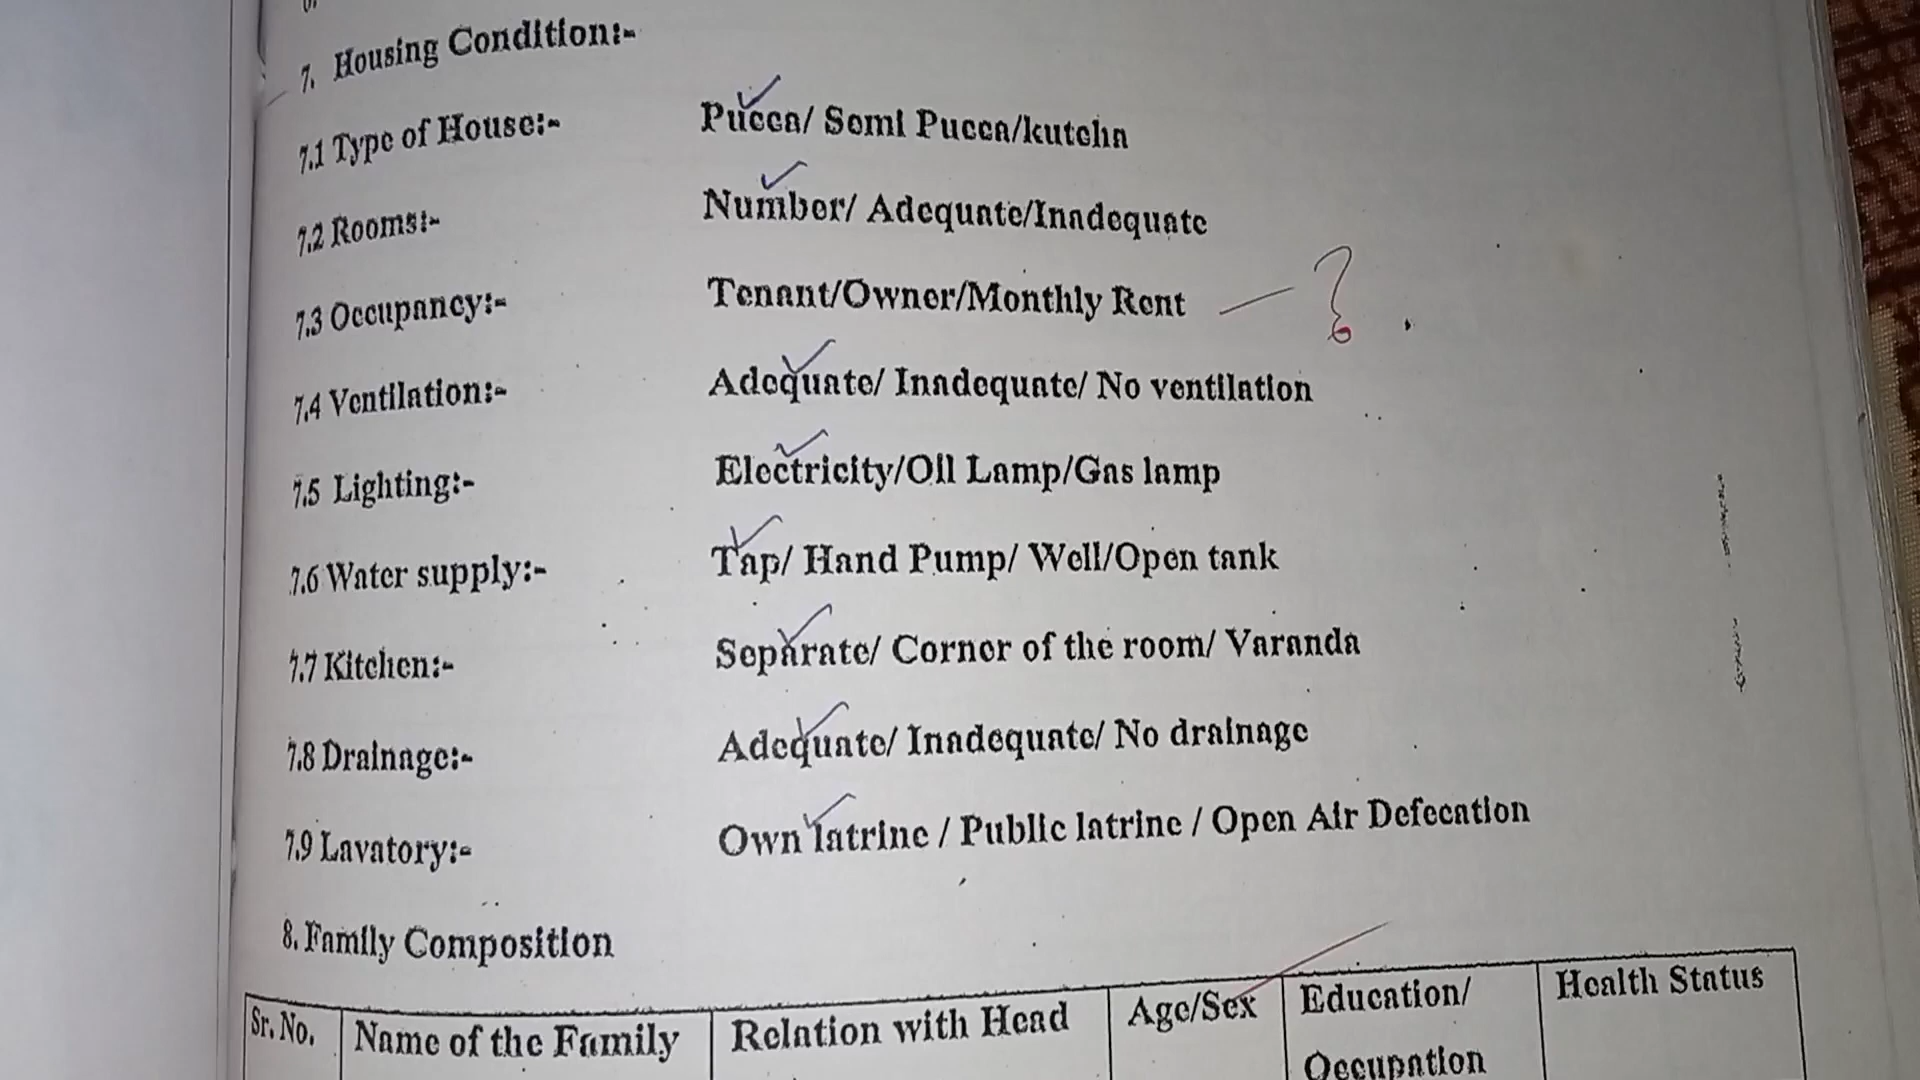 7. Housing Condition:-
7.1 Type of House:- Pucca/ Semi Pucca/kutcha
7.2 Rooms:- Number/ Adequate/Inadequate
7.3 Occupancy:- Tenant/Owner/Monthly Rent — ?
7.4 Ventilation:- Adequate/ Inadequate/ No ventilation
7.5 Lighting:- Electricity/Oil Lamp/Gas lamp
7.6 Water supply:- Tap/ Hand Pump/ Well/Open tank
7.7 Kitchen:- Separate/ Corner of the room/ Varanda
7.8 Drainage:- Adequate/ Inadequate/ No drainage
7.9 Lavatory:- Own latrine / Public latrine / Open Air Defecation
8. Family Composition
Sr. No. Name of the Family Relation with Head Age/Sex Education/ Health Status
Occupation